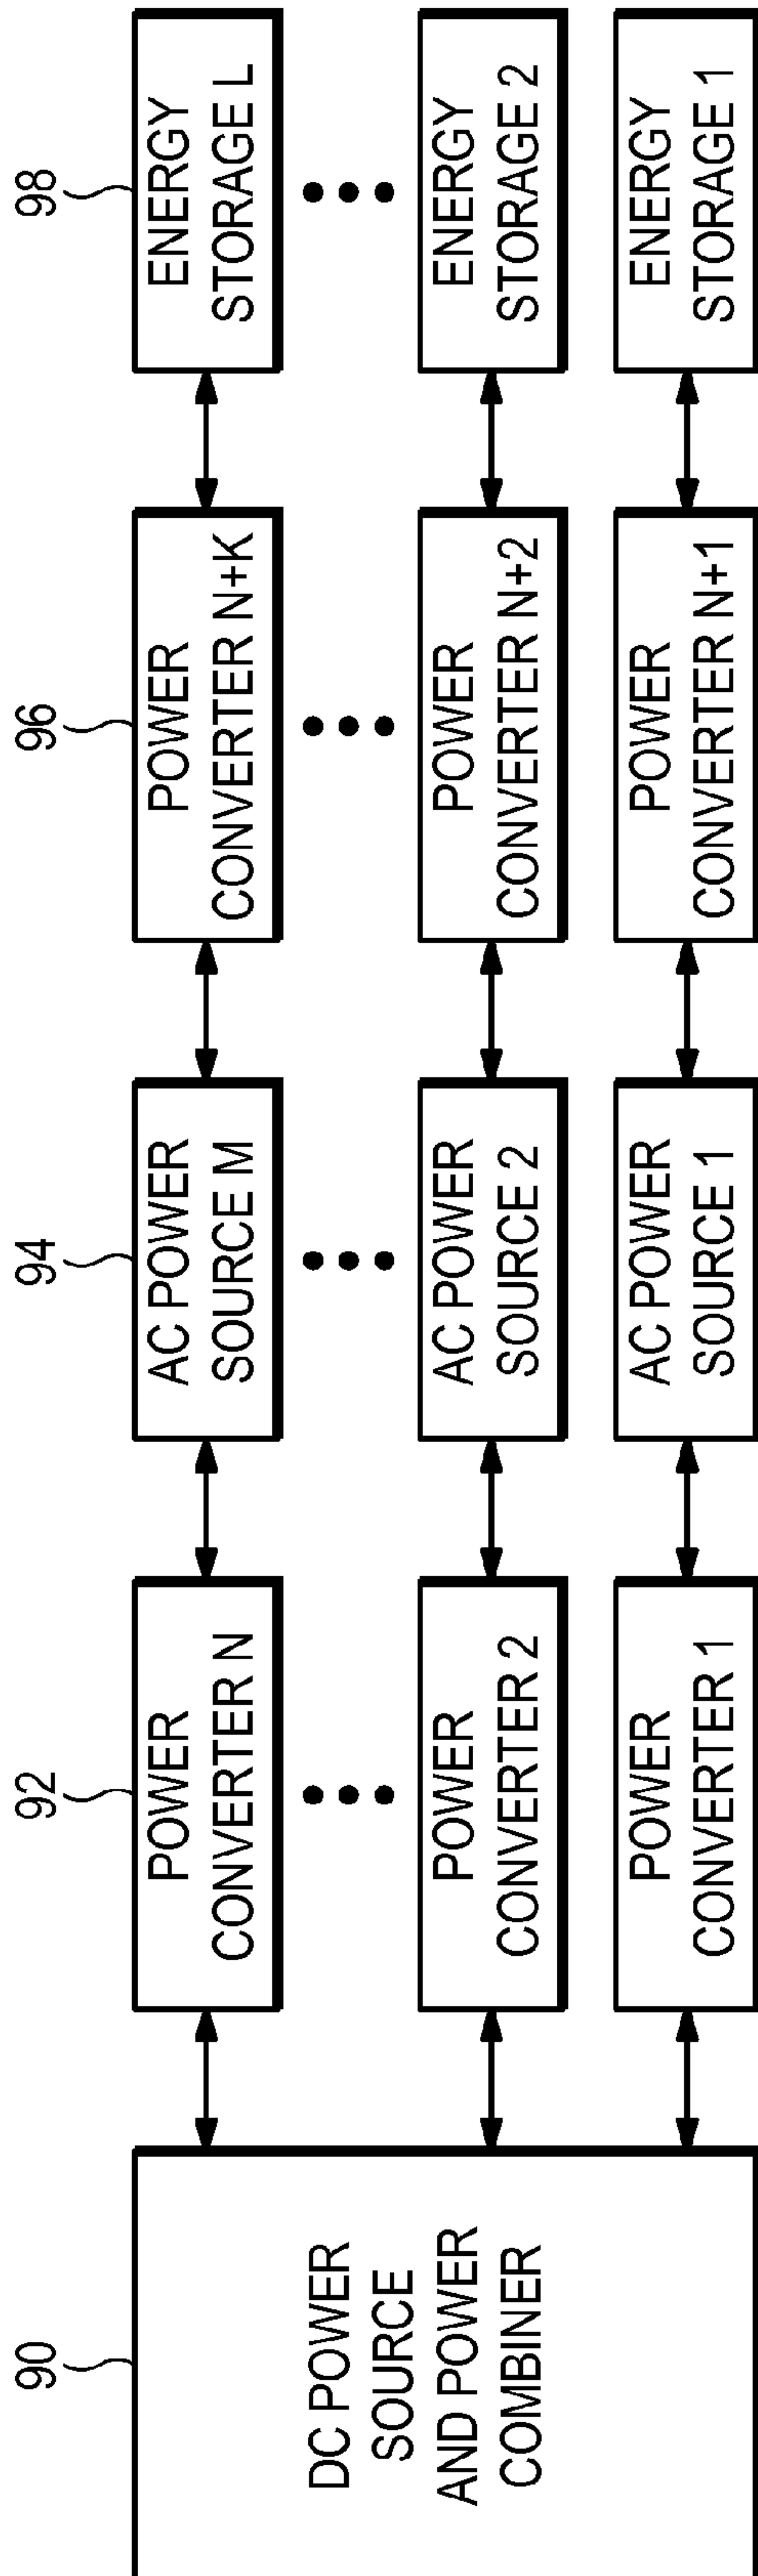 90
92
94
96
98
DC POWER
SOURCE
AND POWER
COMBINER
POWER
CONVERTER N
AC POWER
SOURCE M
POWER
CONVERTER N+K
ENERGY
STORAGE L
POWER
CONVERTER 2
AC POWER
SOURCE 2
POWER
CONVERTER N+2
ENERGY
STORAGE 2
POWER
CONVERTER 1
AC POWER
SOURCE 1
POWER
CONVERTER N+1
ENERGY
STORAGE 1